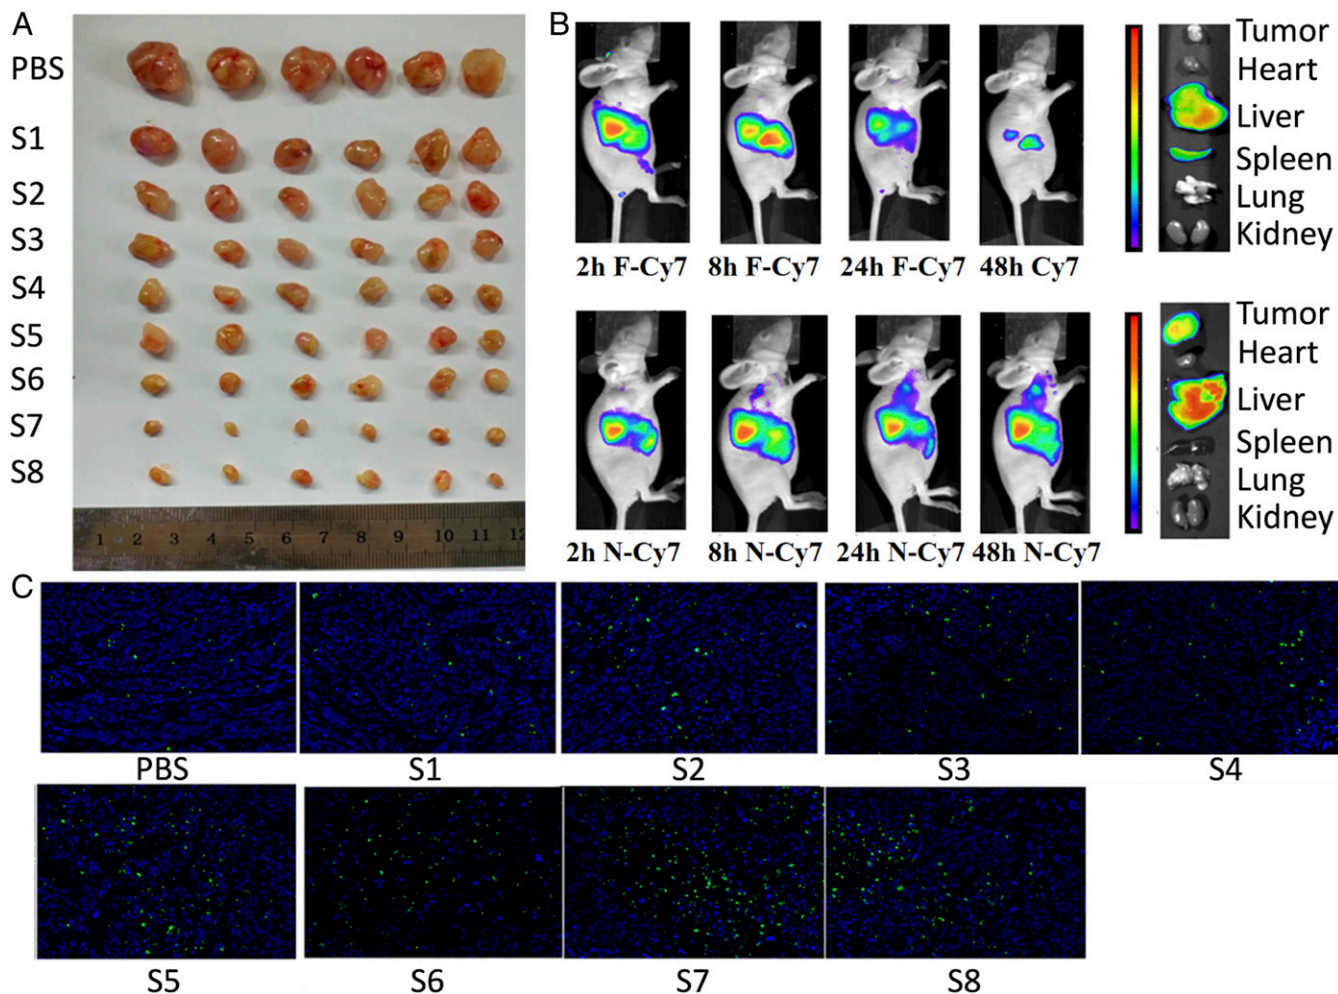 A
PBS
S1
S2
S3
S4
S5
S6
S7
S8
1 2 3 4 5 6 7 8 9 10 11 12
B
2h F-Cy7 8h F-Cy7 24h F-Cy7 48h Cy7
Tumor
Heart
Liver
Spleen
Lung
Kidney
2h N-Cy7 8h N-Cy7 24h N-Cy7 48h N-Cy7
Tumor
Heart
Liver
Spleen
Lung
Kidney
C
PBS S1 S2 S3 S4
S5 S6 S7 S8